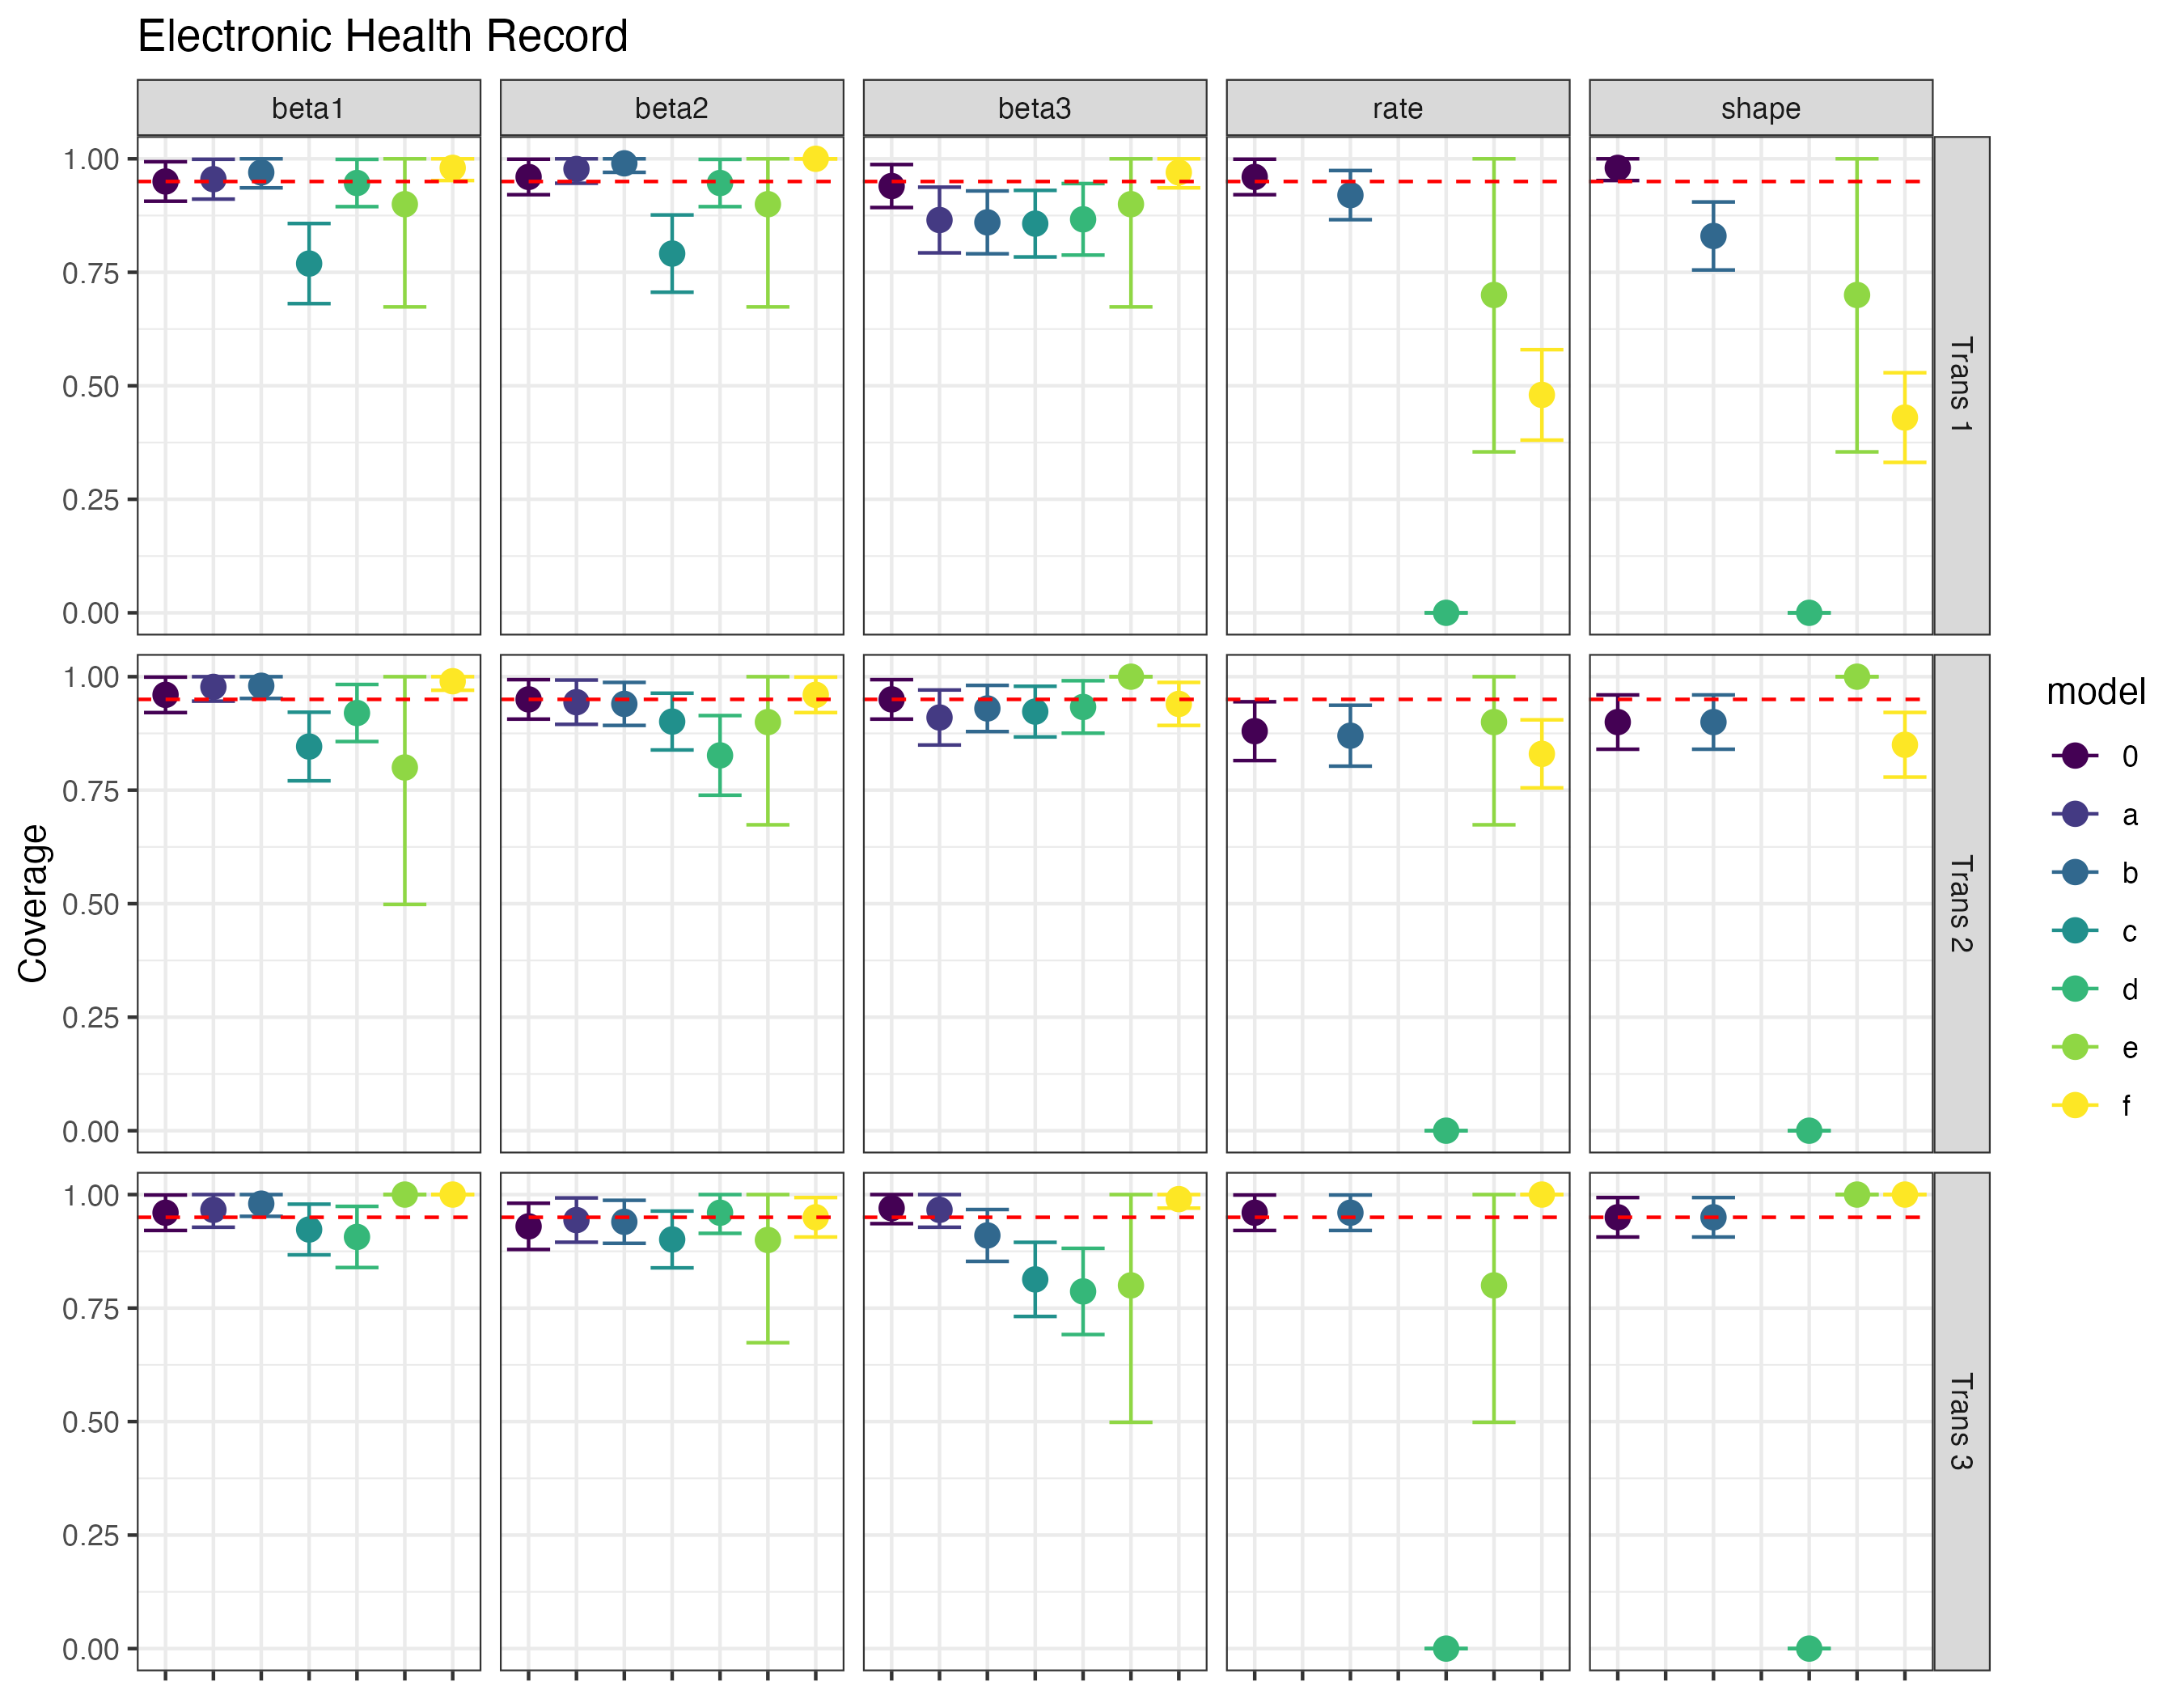 Electronic Health Record
beta1 beta2 beta3 rate shape
1.00
0.75
0.50
0.25
0.00
Trans 1
1.00
0.75
0.50
0.25
0.00
Trans 2
1.00
0.75
0.50
0.25
0.00
Trans 3
Coverage
model
0
a
b
c
d
e
f